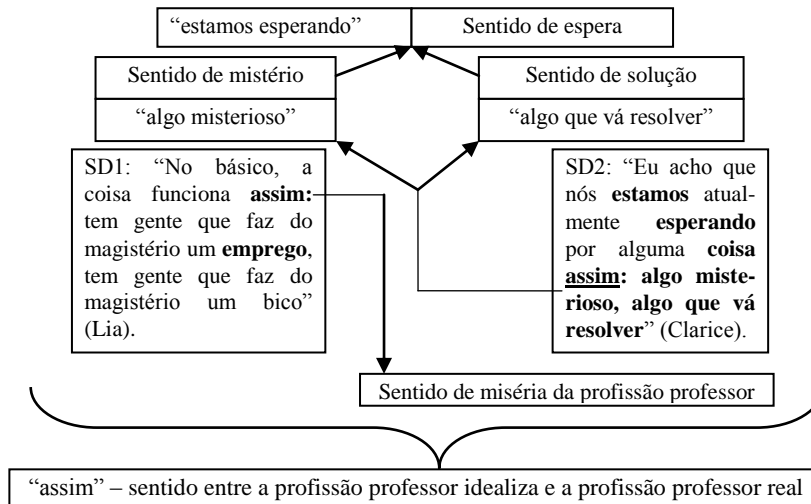 “estamos esperando” Sentido de espera
Sentido de mistério
“algo misterioso”
Sentido de solução
“algo que vá resolver”
SD1: “No básico, a
coisa funciona assim:
tem gente que faz do
magistério um emprego,
tem gente que faz do
magistério um bico”
(Lia).
SD2: “Eu acho que
nós estamos atual-
mente esperando
por alguma coisa
assim: algo miste-
rioso, algo que vá
resolver” (Clarice).
Sentido de miséria da profissão professor
“assim” – sentido entre a profissão professor idealiza e a profissão professor real